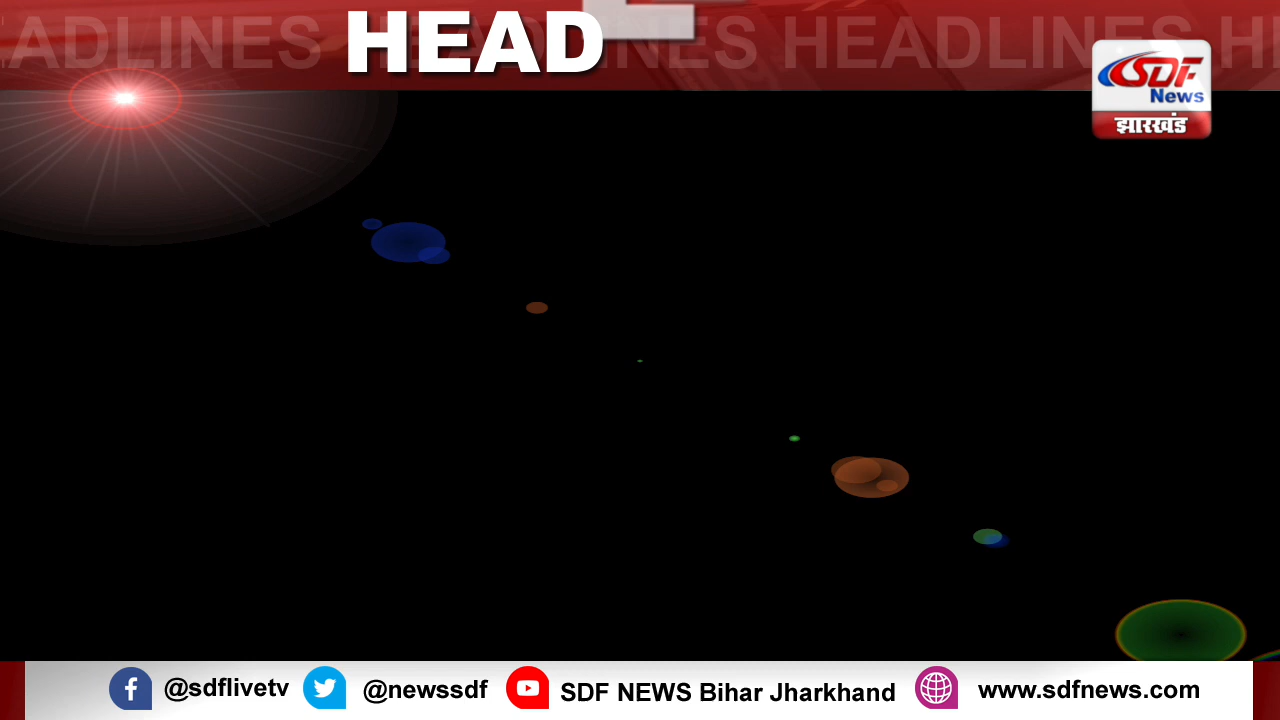 ADLINES HEADLINES HEADLINES H
HEAD
SDF
News
झारखंड
@sdflivetv @newssdf SDF NEWS Bihar Jharkhand www.sdfnews.com